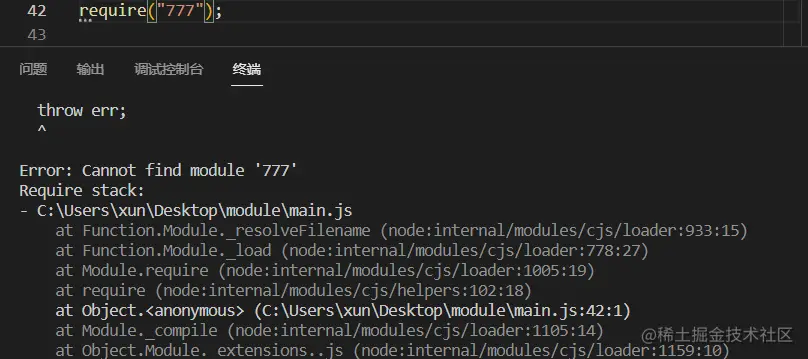 42 require("777");
43
问题 输出 调试控制台 终端
throw err;
^
Error: Cannot find module '777'
Require stack:
- C:\Users\xun\Desktop\module\main.js
at Function.Module._resolveFilename (node:internal/modules/cjs/loader:933:15)
at Function.Module._load (node:internal/modules/cjs/loader:778:27)
at Module.require (node:internal/modules/cjs/loader:1005:19)
at require (node:internal/modules/cjs/helpers:102:18)
at Object.<anonymous> (C:\Users\xun\Desktop\module\main.js:42:1)
at Module._compile (node:internal/modules/cjs/loader:1105:14)
at Object.Module._extensions..js (node:internal/modules/cjs/loader:1159:10)
@稀土掘金技术社区